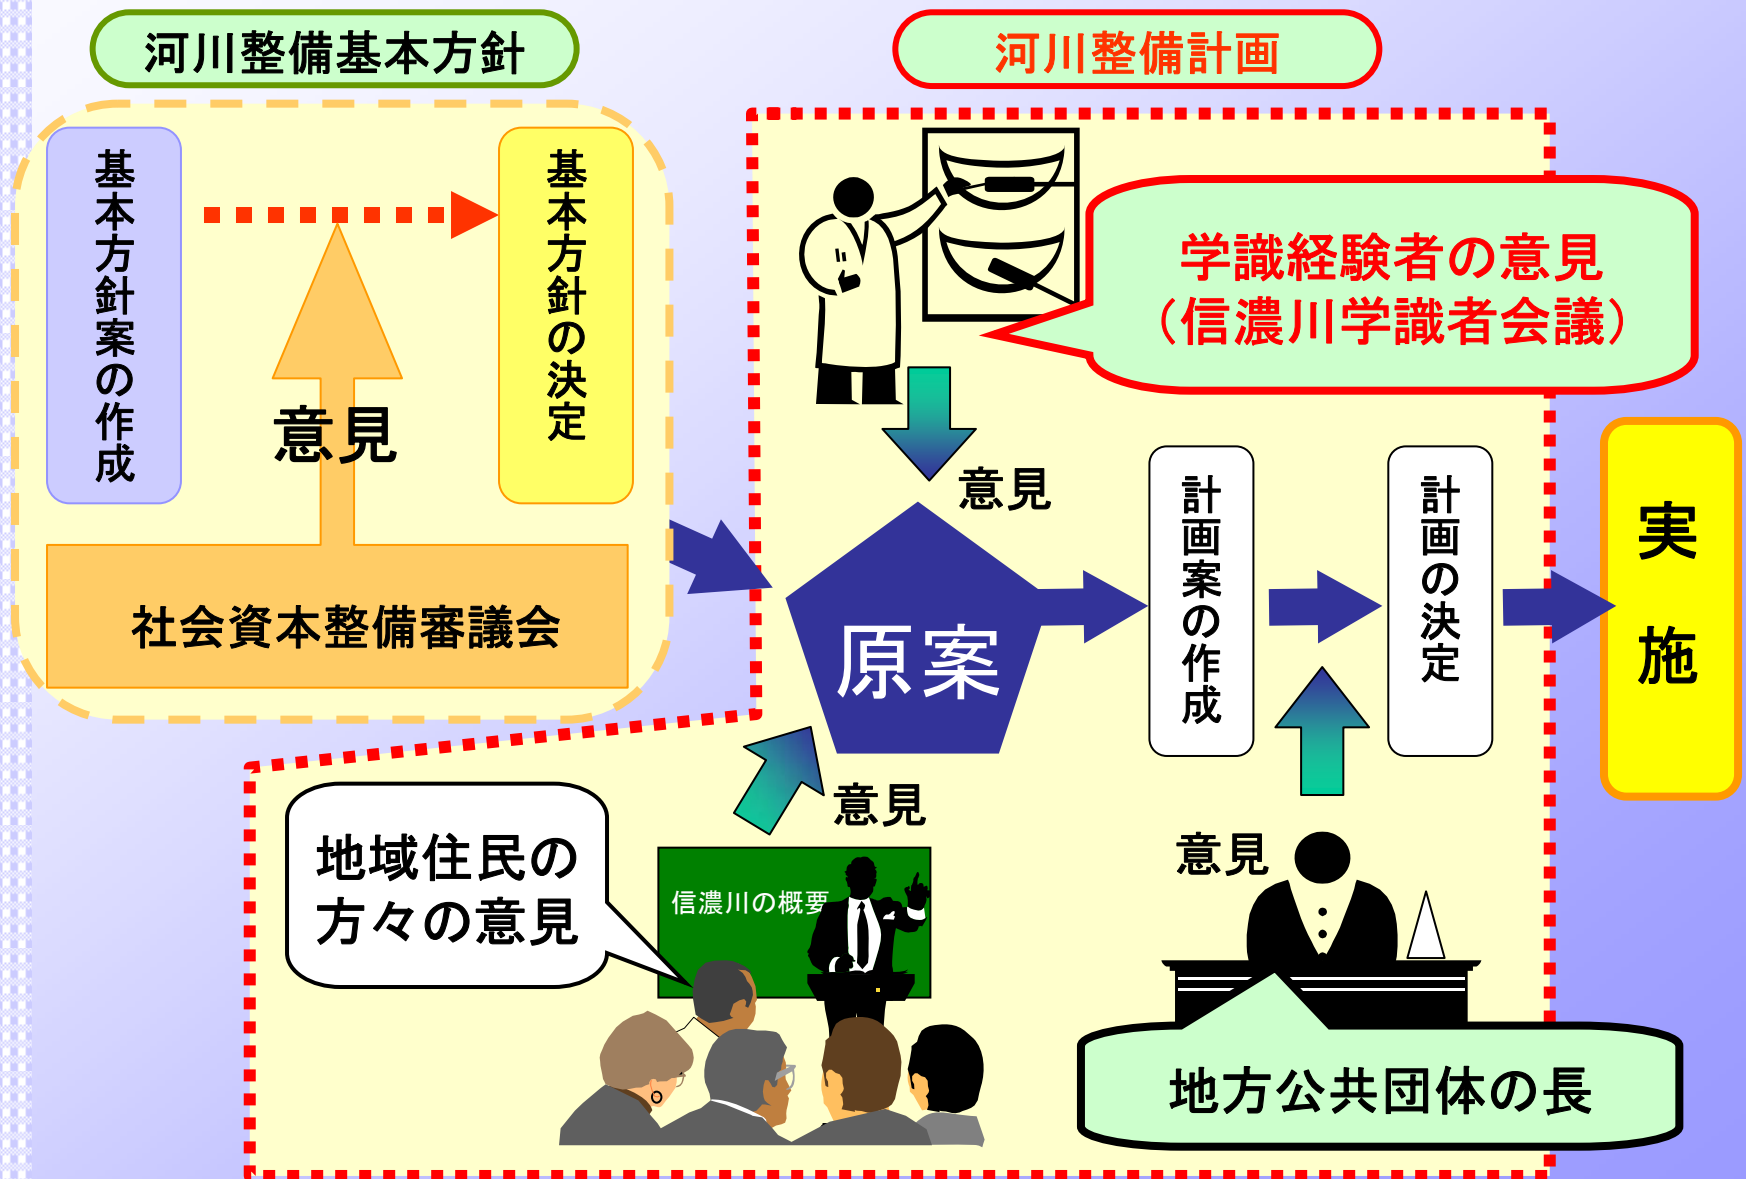 河川整備基本方針
基本方針案の作成
基本方針の決定
意見
社会資本整備審議会
河川整備計画
学識経験者の意見
（信濃川学識者会議）
意見
原案
計画案の作成
計画の決定
実施
意見
地域住民の
方々の意見
信濃川の概要
意見
地方公共団体の長